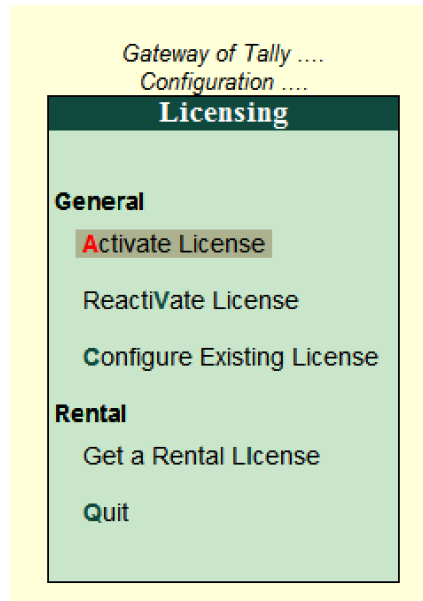 Gateway of Tally ....
Configuration ....
Licensing
General
Activate License
ReactiVate License
Configure Existing License
Rental
Get a Rental LIcense
Quit